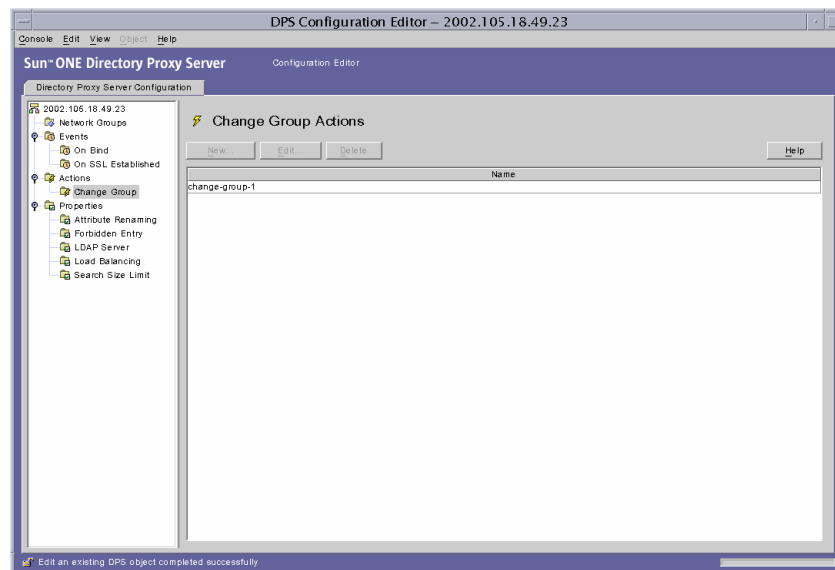 DPS Configuration Editor – 2002.105.18.49.23
Console Edit View Object Help
Sun™ ONE Directory Proxy Server Configuration Editor
Directory Proxy Server Configuration
2002.105.18.49.23
Network Groups
Events
On Bind
On SSL Established
Actions
Change Group
Properties
Attribute Renaming
Forbidden Entry
LDAP Server
Load Balancing
Search Size Limit
Change Group Actions
New... Edit... Delete Help
Name
change-group-1
Edit an existing DPS object completed successfully